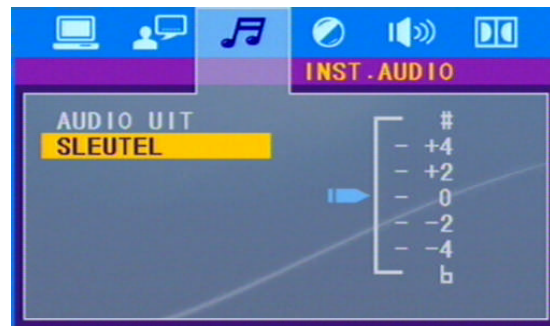 INST.AUDIO
AUDIO UIT
SLEUTEL
#
- +4
- +2
- 0
- -2
- -4
b